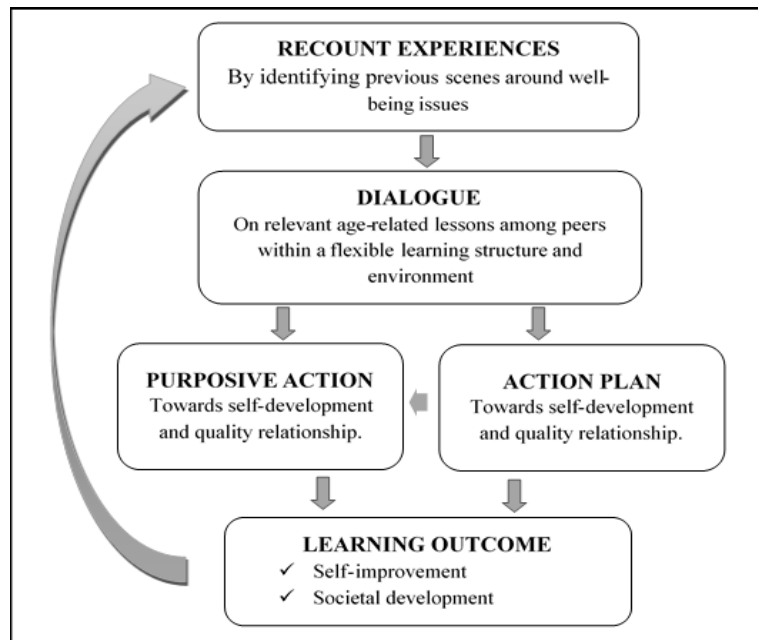 RECOUNT EXPERIENCES
By identifying previous scenes around well-
being issues
DIALOGUE
On relevant age-related lessons among peers
within a flexible learning structure and
environment
PURPOSIVE ACTION
Towards self-development
and quality relationship.
ACTION PLAN
Towards self-development
and quality relationship.
LEARNING OUTCOME
✓ Self-improvement
✓ Societal development